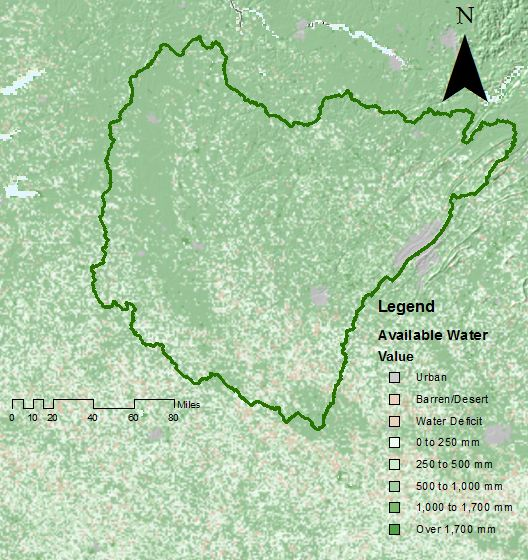 N
Legend
Available Water
Value
Urban
Barren/Desert
Water Deficit
0 to 250 mm
250 to 500 mm
500 to 1,000 mm
1,000 to 1,700 mm
Over 1,700 mm
Miles
0 10 20 40 60 80